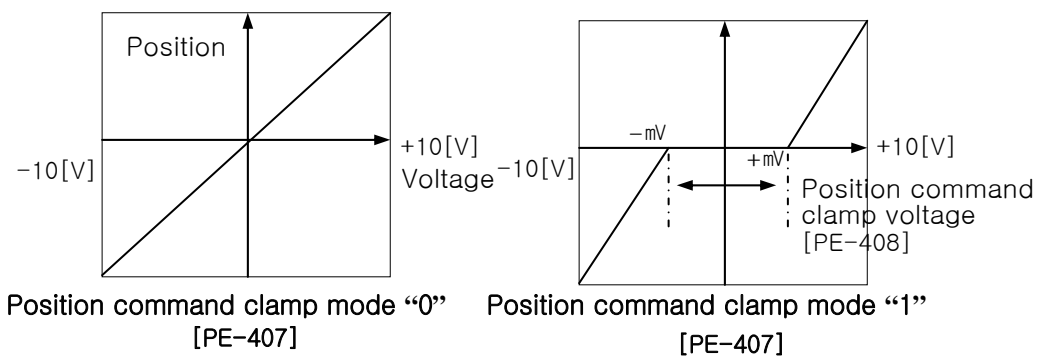 Position
-10[V]
+10[V]
Voltage
Position command clamp mode “0”
[PE-407]
-mV
+mV
-10[V]
+10[V]
Position command
clamp voltage
[PE-408]
Position command clamp mode “1”
[PE-407]